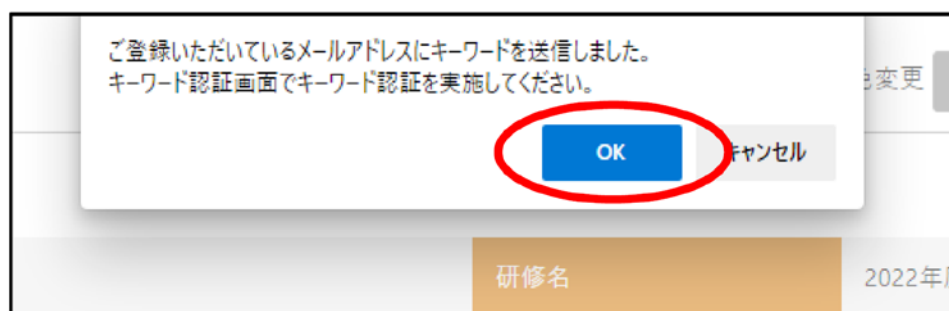 ご登録いただいているメールアドレスにキーワードを送信しました。
キーワード認証画面でキーワード認証を実施してください。
変更
OK
キャンセル
研修名
2022年